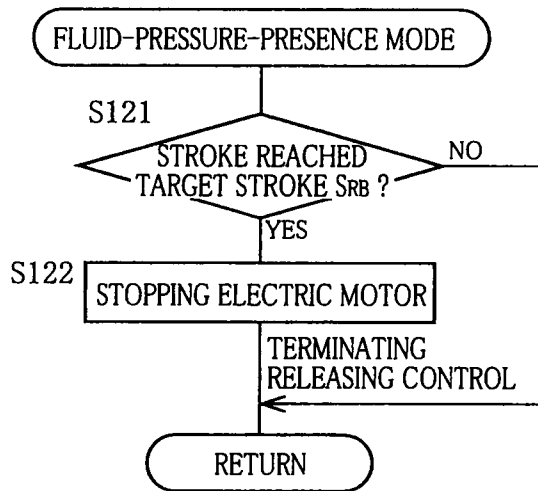 FLUID-PRESSURE-PRESENCE MODE
S121
STROKE REACHED
TARGET STROKE SRB ?
NO
YES
S122
STOPPING ELECTRIC MOTOR
TERMINATING
RELEASING CONTROL
RETURN